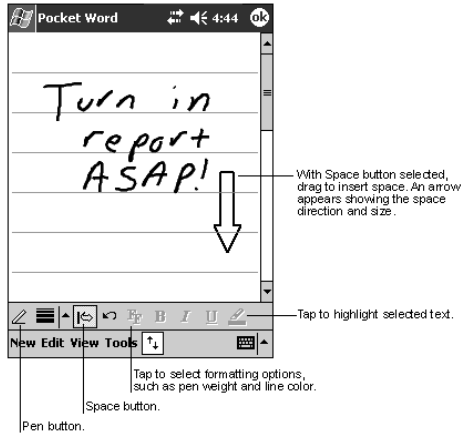 Pocket Word 4:44 ok
Turn in
report
ASAP!
With Space button selected,
drag to insert space. An arrow
appears showing the space
direction and size.
FF B I U
Tap to highlight selected text.
New Edit View Tools
Tap to select formatting options,
such as pen weight and line color.
Space button.
Pen button.